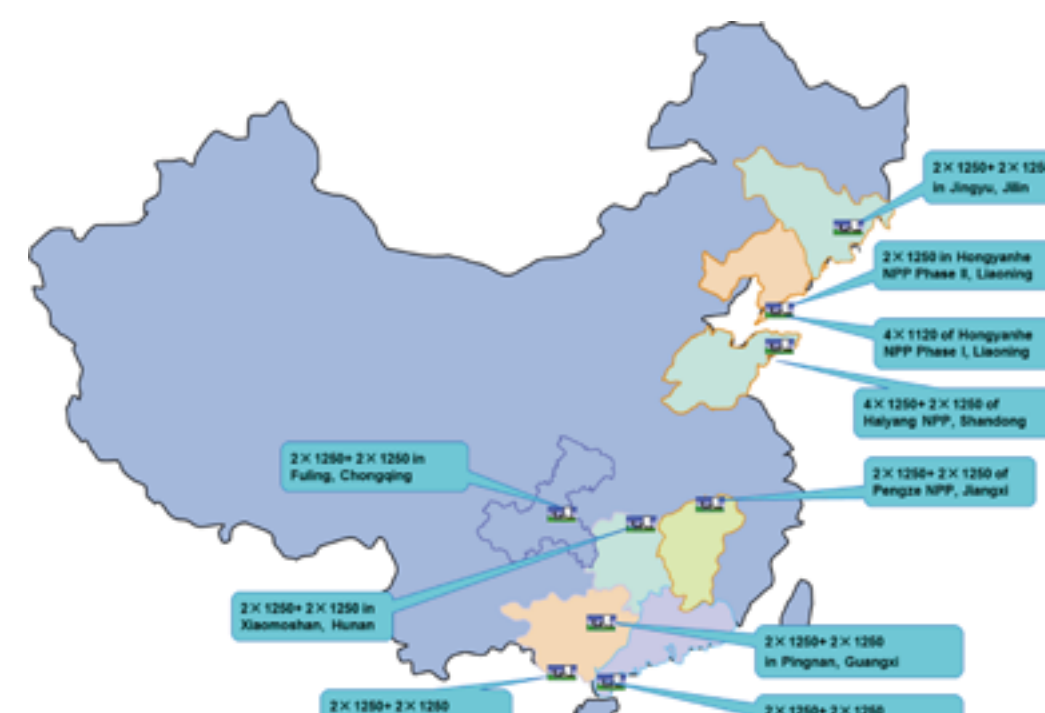 2×1250+ 2×125
in Jingyu, Jilin
2×1250 in Hongyanhe
NPP Phase II, Liaoning
4×1120 of Hongyanhe
NPP Phase I, Liaoning
4×1250+ 2×1250 of
Haiyang NPP, Shandong
2×1250+ 2×1250 in
Fuling, Chongqing
2×1250+ 2×1250 of
Pengze NPP, Jiangxi
2×1250+ 2×1250 in
Xiaomoshan, Hunan
2×1250+ 2×1250
in Pingnan, Guangxi
2×1250+ 2×1250
2×1250+ 2×1250